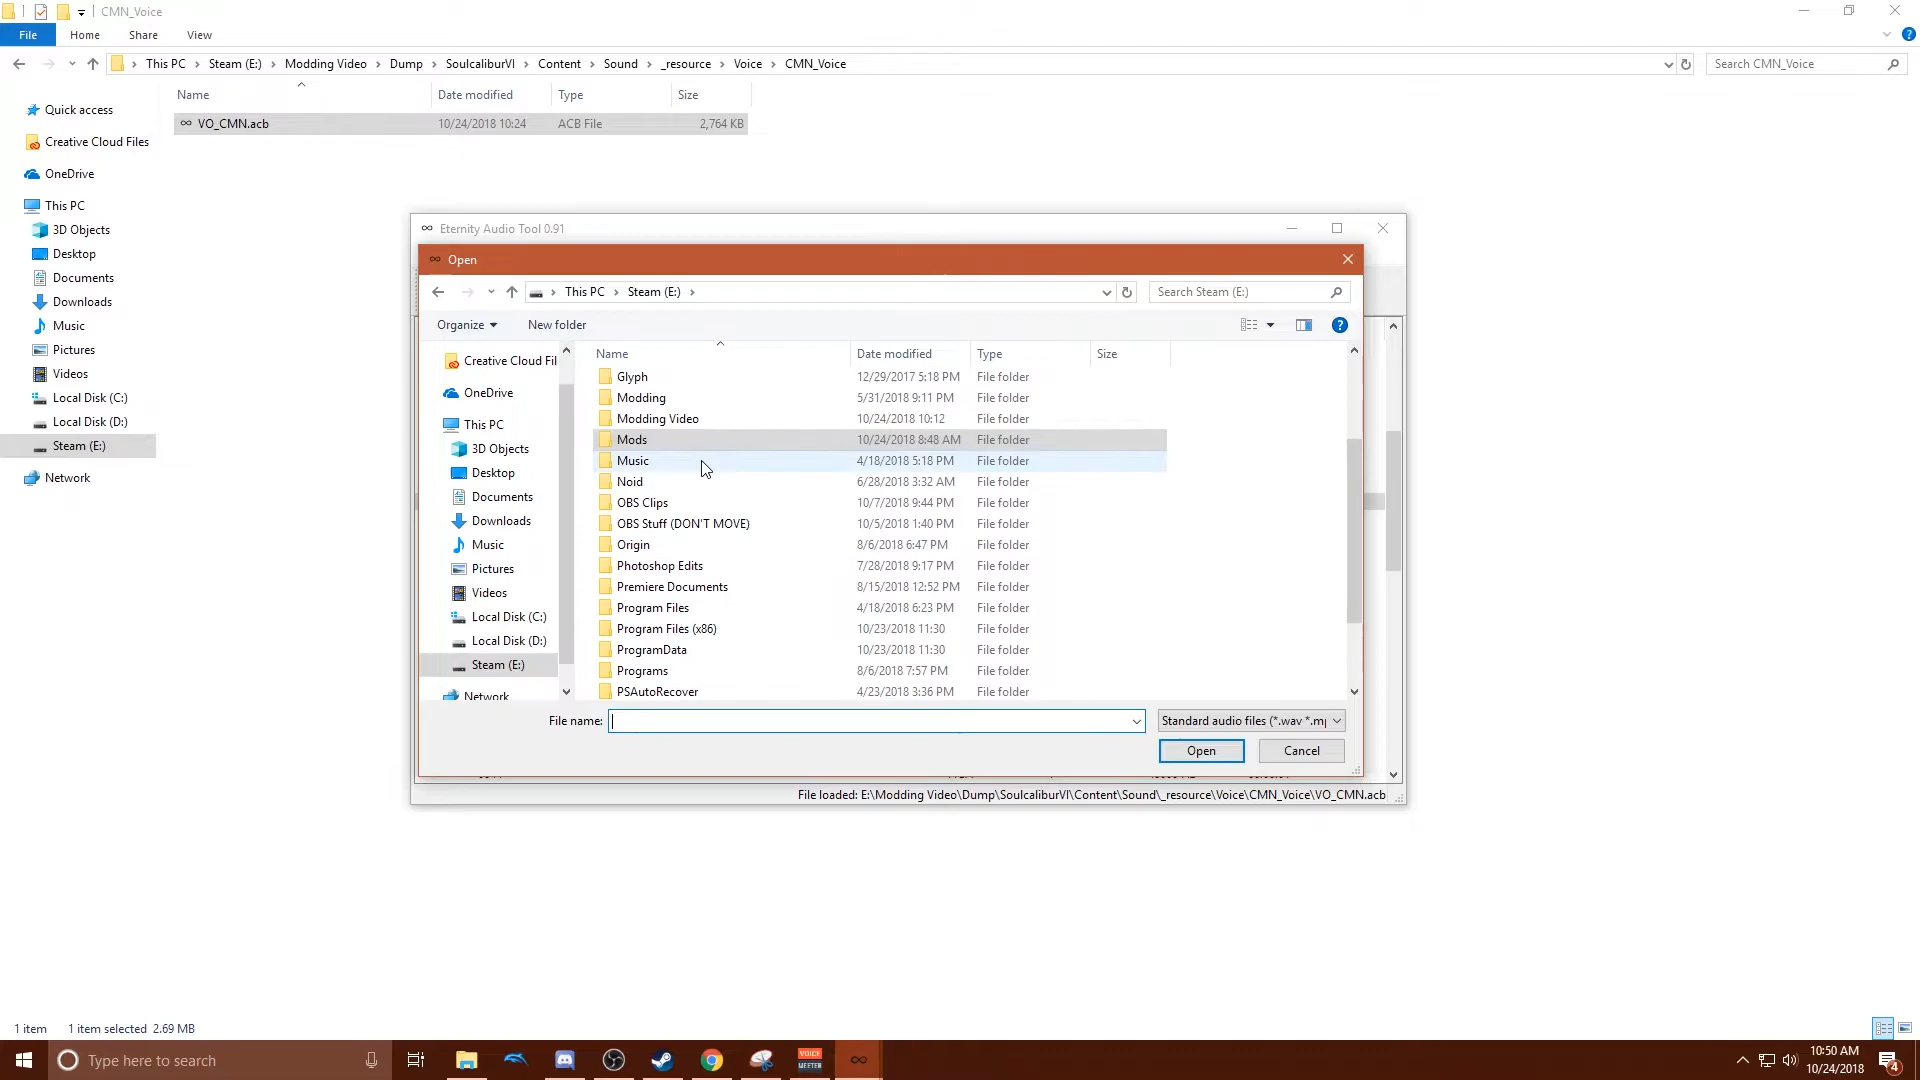 CMN_Voice
File Home Share View
This PC Steam (E:) Modding Video Dump SoulcaliburVI Content Sound _resource Voice CMN_Voice
Search CMN_Voice
Name Date modified Type Size
VO_CMN.acb 10/24/2018 10:24 ACB File 2,764 KB
Quick access
Creative Cloud Files
OneDrive
This PC
3D Objects
Desktop
Documents
Downloads
Music
Pictures
Videos
Local Disk (C:)
Local Disk (D:)
Steam (E:)
Network
Eternity Audio Tool 0.91
Open
This PC Steam (E:)
Search Steam (E:)
Organize New folder
Creative Cloud Fil
OneDrive
This PC
3D Objects
Desktop
Documents
Downloads
Music
Pictures
Videos
Local Disk (C:)
Local Disk (D:)
Steam (E:)
Network
Name Date modified Type Size
Glyph 12/29/2017 5:18 PM File folder
Modding 5/31/2018 9:11 PM File folder
Modding Video 10/24/2018 10:12 File folder
Mods 10/24/2018 8:48 AM File folder
Music 4/18/2018 5:18 PM File folder
Noid 6/28/2018 3:32 AM File folder
OBS Clips 10/7/2018 9:44 PM File folder
OBS Stuff (DON'T MOVE) 10/5/2018 1:40 PM File folder
Origin 8/6/2018 6:47 PM File folder
Photoshop Edits 7/28/2018 9:17 PM File folder
Premiere Documents 8/15/2018 12:52 PM File folder
Program Files 4/18/2018 6:23 PM File folder
Program Files (x86) 10/23/2018 11:30 File folder
ProgramData 10/23/2018 11:30 File folder
Programs 8/6/2018 7:57 PM File folder
PSAutoRecover 4/23/2018 3:36 PM File folder
File name:
Standard audio files (*.wav *.mp
Open Cancel
File loaded: E:\Modding Video\Dump\SoulcaliburVI\Content\Sound\_resource\Voice\CMN_Voice\VO_CMN.acb
1 item 1 item selected 2.69 MB
Type here to search
VOICE
MEETER
10:50 AM
10/24/2018
4